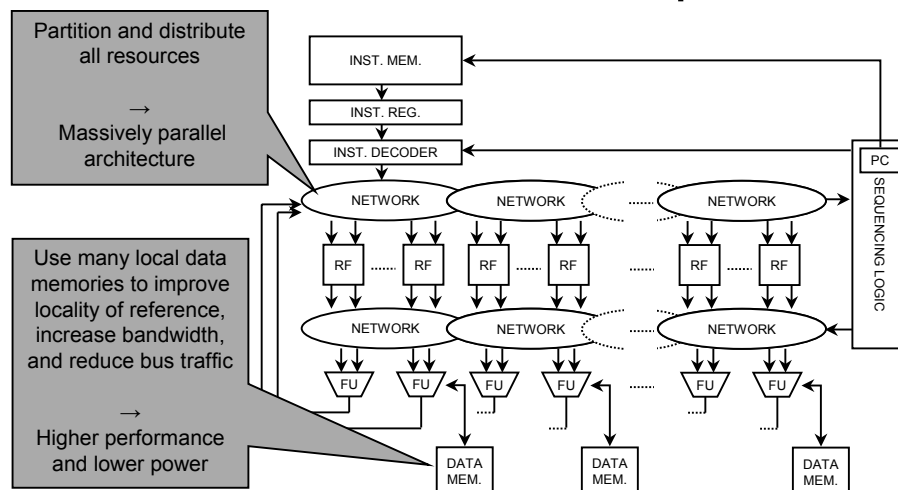 Partition and distribute
all resources
→
Massively parallel
architecture
INST. MEM.
INST. REG.
INST. DECODER
PC
SEQUENCING LOGIC
NETWORK NETWORK ...... NETWORK
RF ...... RF RF ...... RF ...... RF ...... RF
Use many local data
memories to improve
locality of reference,
increase bandwidth,
and reduce bus traffic
→
Higher performance
and lower power
NETWORK NETWORK ...... NETWORK
FU FU FU FU ...... FU FU
DATA
MEM.
DATA
MEM.
DATA
MEM.